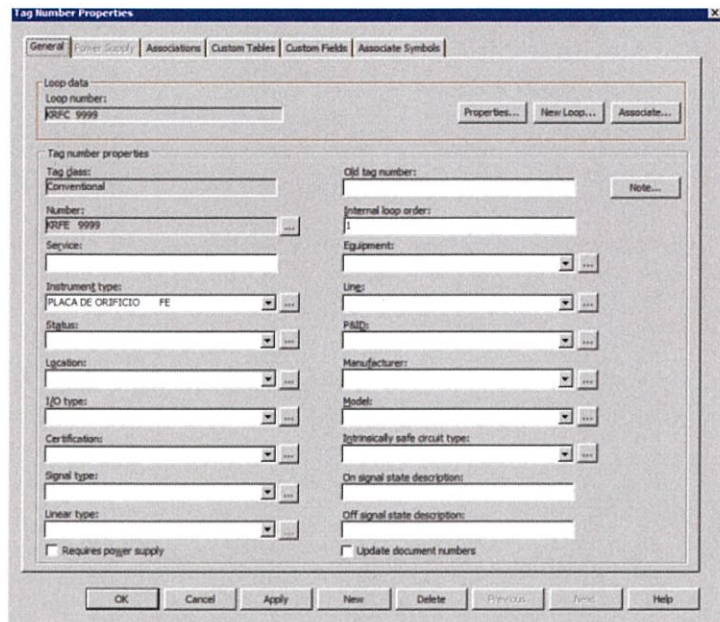 Tag Number Properties
General Power Supply Associations Custom Tables Custom Fields Associate Symbols
Loop data
Loop number:
KRFC 9999
Properties... New Loop... Associate...
Tag number properties
Tag class:
Conventional
Old tag number:
Note...
Number:
KRFE 9999
...
Internal loop order:
1
Service:
Equipment:
...
Instrument type:
PLACA DE ORIFICIO FE
...
Line:
...
Status:
...
P&ID:
...
Location:
...
Manufacturer:
...
I/O type:
...
Model:
...
Certification:
...
Intrinsically safe circuit type:
...
Signal type:
...
On signal state description:
Linear type:
...
Off signal state description:
Requires power supply
Update document numbers
OK Cancel Apply New Delete Previous Next Help